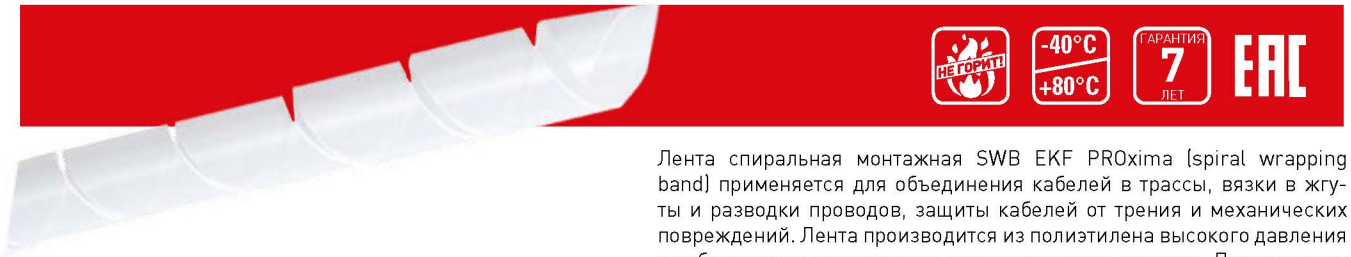 НЕ ГОРИТ!
-40°C
+80°C
ГАРАНТИЯ
7
ЛЕТ
EAC
Лента спиральная монтажная SWB EKF PROxima (spiral wrapping
band) применяется для объединения кабелей в трассы, вязки в жгу-
ты и разводки проводов, защиты кабелей от трения и механических
повреждений. Лента производится из полиэтилена высокого давления